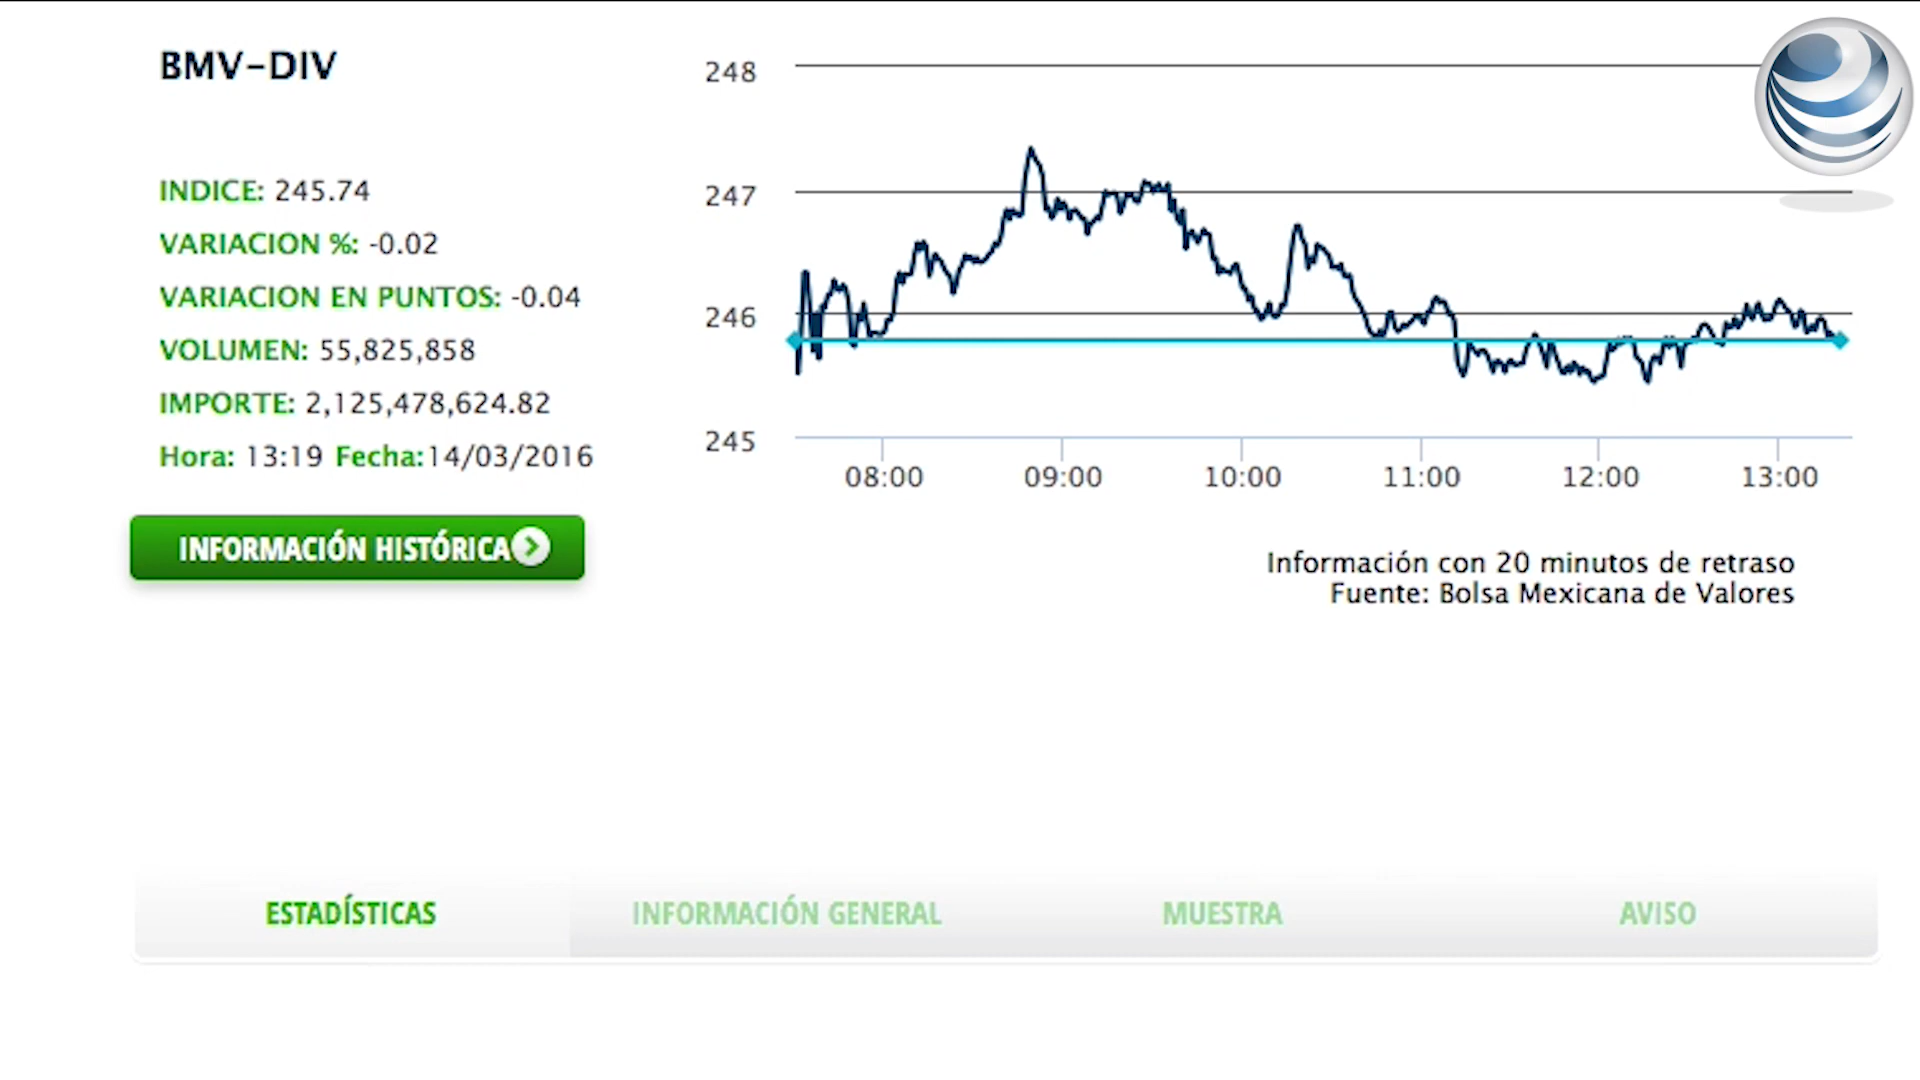 BMV-DIV
INDICE: 245.74
VARIACION %: -0.02
VARIACION EN PUNTOS: -0.04
VOLUMEN: 55,825,858
IMPORTE: 2,125,478,624.82
Hora: 13:19 Fecha:14/03/2016
INFORMACIÓN HISTÓRICA
248
247
246
245
08:00 09:00 10:00 11:00 12:00 13:00
Información con 20 minutos de retraso
Fuente: Bolsa Mexicana de Valores
ESTADÍSTICAS INFORMACIÓN GENERAL MUESTRA AVISO